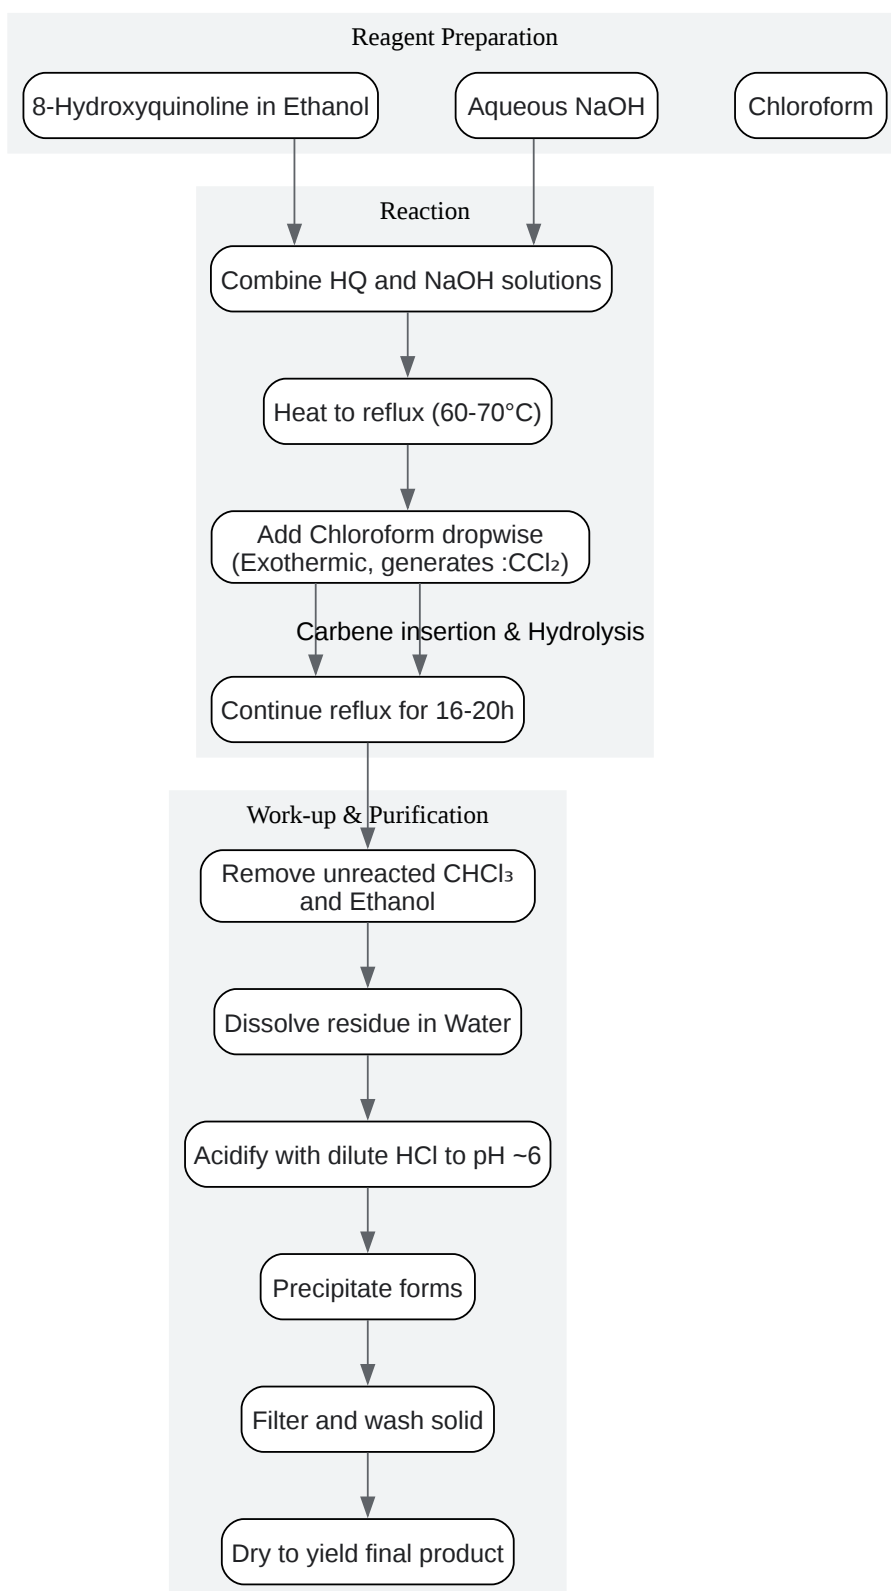 Reagent Preparation
8-Hydroxyquinoline in Ethanol
Aqueous NaOH
Chloroform
Reaction
Combine HQ and NaOH solutions
Heat to reflux (60-70°C)
Add Chloroform dropwise
(Exothermic, generates :CCl₂)
Carbene insertion & Hydrolysis
Continue reflux for 16-20h
Work-up & Purification
Remove unreacted CHCl₃
and Ethanol
Dissolve residue in Water
Acidify with dilute HCl to pH ~6
Precipitate forms
Filter and wash solid
Dry to yield final product